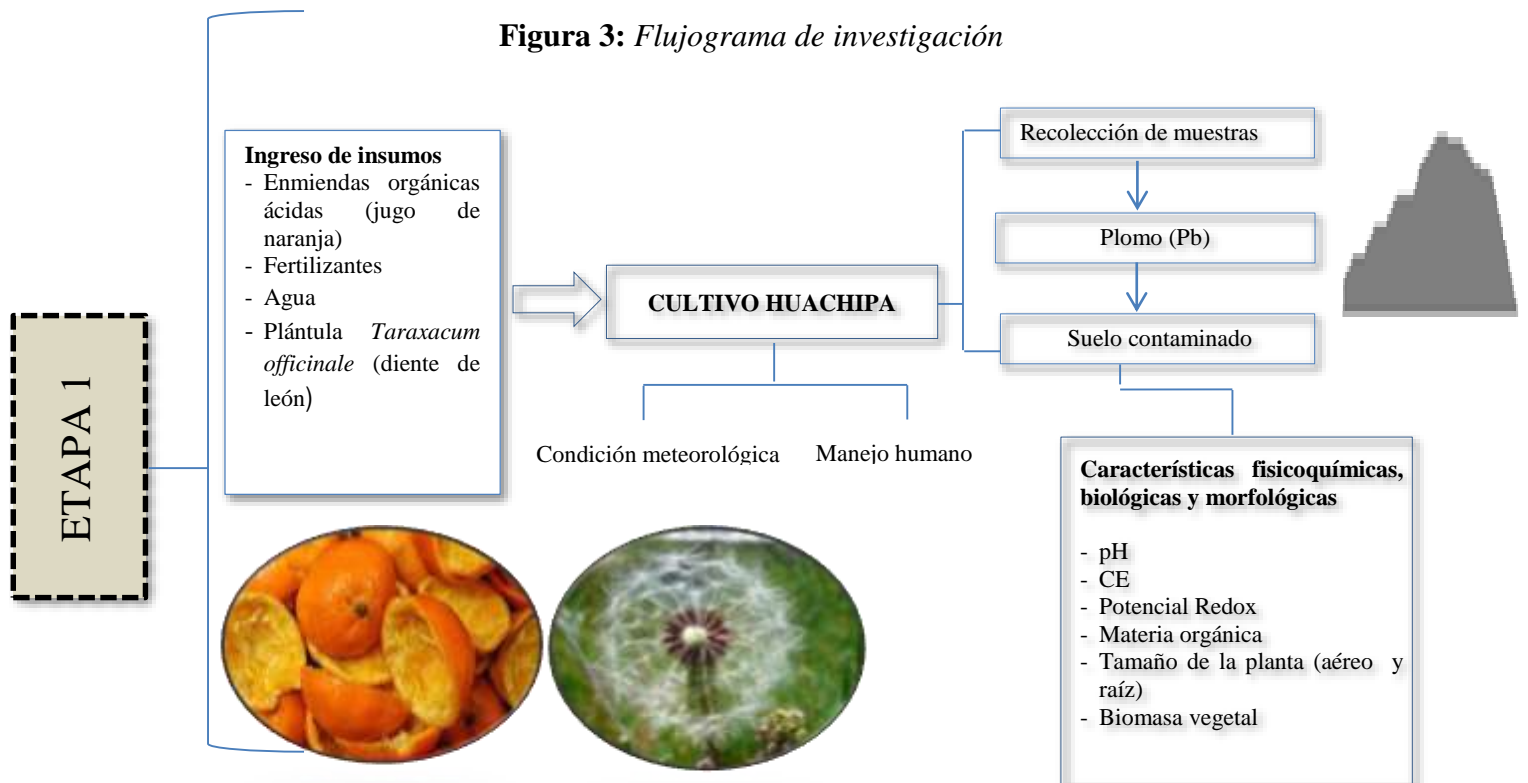 Figura 3: Flujograma de investigación
ETAPA 1
Ingreso de insumos
- Enmiendas orgánicas
ácidas (jugo de
naranja)
- Fertilizantes
- Agua
- Plántula Taraxacum
officinale (diente de
león)
CULTIVO HUACHIPA
Condición meteorológica
Manejo humano
Recolección de muestras
Plomo (Pb)
Suelo contaminado
Características fisicoquímicas,
biológicas y morfológicas
- pH
- CE
- Potencial Redox
- Materia orgánica
- Tamaño de la planta (aéreo y
raíz)
- Biomasa vegetal